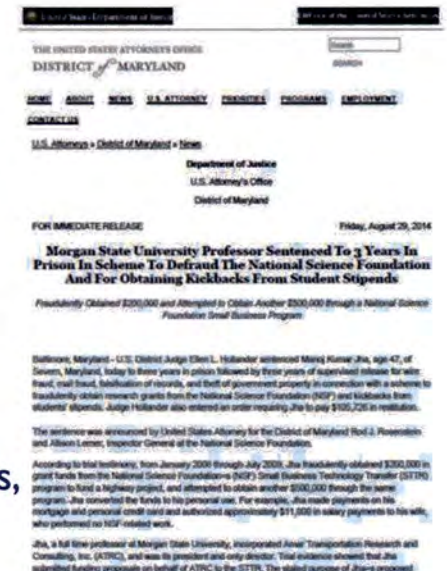 THE UNITED STATES ATTORNEY'S OFFICE
DISTRICT of MARYLAND
Search
SEARCH
HOME ABOUT NEWS U.S. ATTORNEY PRIORITIES PROGRAMS EMPLOYMENT
CONTACT US
U.S. Attorneys » District of Maryland » News
Department of Justice
U.S. Attorney's Office
District of Maryland
FOR IMMEDIATE RELEASE Friday, August 29, 2014
Morgan State University Professor Sentenced To 3 Years In
Prison In Scheme To Defraud The National Science Foundation
And For Obtaining Kickbacks From Student Stipends
Fraudulently Obtained $200,000 and Attempted to Obtain Another $500,000 through a National Science
Foundation Small Business Program
Baltimore, Maryland – U.S. District Judge Ellen L. Hollander sentenced Manoj Kumar Jha, age 47, of
Severn, Maryland, today to three years in prison followed by three years of supervised release for wire
fraud, mail fraud, falsification of records, and theft of government property in connection with a scheme to
fraudulently obtain research grants from the National Science Foundation (NSF) and kickbacks from
students' stipends. Judge Hollander also entered an order requiring Jha to pay $105,726 in restitution.
The sentence was announced by United States Attorney for the District of Maryland Rod J. Rosenstein
and Allison Lerner, Inspector General of the National Science Foundation.
s,
According to trial testimony, from January 2008 through July 2009, Jha fraudulently obtained $200,000 in
grant funds from the National Science Foundation's (NSF) Small Business Technology Transfer (STTR)
program to fund a highway project, and attempted to obtain another $500,000 through the same
program. Jha converted the funds to his personal use. For example, Jha made payments on his
mortgage and personal credit card and authorized approximately $11,000 in salary payments to his wife,
who performed no NSF-related work.
Jha, a full time professor at Morgan State University, incorporated Amar Transportation Research and
Consulting, Inc. (ATRC), and was its president and only director. Trial evidence showed that Jha
submitted funding proposals on behalf of ATRC to the STTR.